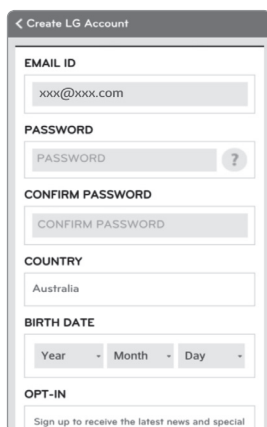 Create LG Account
EMAIL ID
xxx@xxx.com
PASSWORD
PASSWORD ?
CONFIRM PASSWORD
CONFIRM PASSWORD
COUNTRY
Australia
BIRTH DATE
Year Month Day
OPT-IN
Sign up to receive the latest news and special